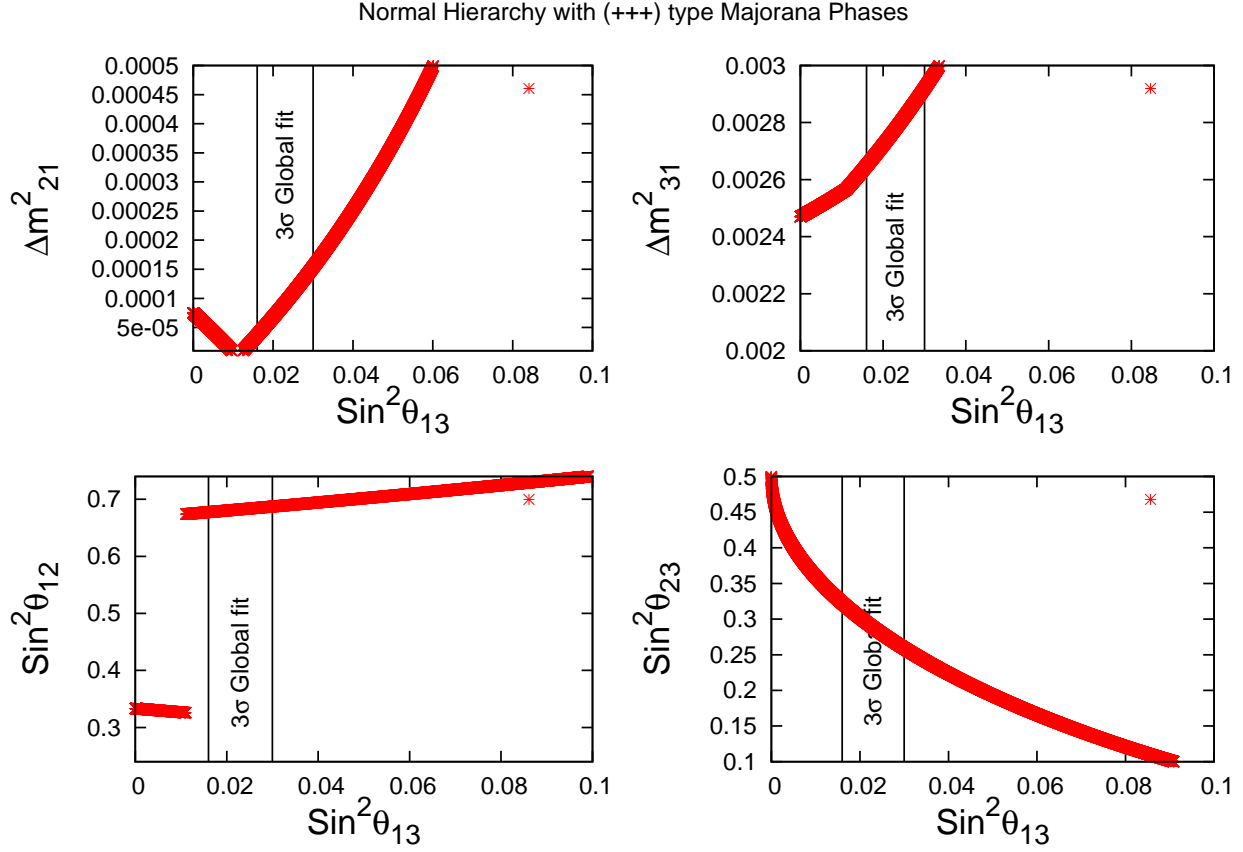 Normal Hierarchy with (+++) type Majorana Phases
0.0005
0.00045
0.0004
0.00035
0.0003
0.00025
0.0002
0.00015
0.0001
5e-05
Δm²21
3σ Global fit
0 0.02 0.04 0.06 0.08 0.1
Sin²θ13
0.003
0.0028
0.0026
0.0024
0.0022
0.002
Δm²31
3σ Global fit
0 0.02 0.04 0.06 0.08 0.1
Sin²θ13
0.7
0.6
0.5
0.4
0.3
Sin²θ12
3σ Global fit
0 0.02 0.04 0.06 0.08 0.1
Sin²θ13
0.5
0.45
0.4
0.35
0.3
0.25
0.2
0.15
0.1
Sin²θ23
3σ Global fit
0 0.02 0.04 0.06 0.08 0.1
Sin²θ13